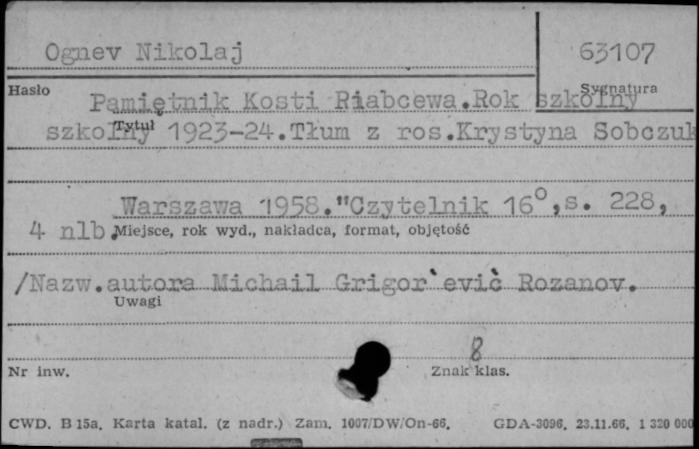 Ognev Nikolaj 63107
Hasło Sygnatura
Pamiętnik Kosti Riabcewa.Rok szkolny
szkolny 1923-24.Tłum z ros.Krystyna Sobczuk
Tytuł
Warszawa 1958."Czytelnik 16°,s. 228,
4 nlb. Miejsce, rok wyd., nakładca, format, objętość
/Nazw.autora Michail Grigor'evič Rozanov.
Uwagi
8
Nr inw. Znak klas.
CWD. B 15a. Karta katal. (z nadr.) Zam. 1007/DW/On-66. GDA-3096. 23.11.66. 1 320 000